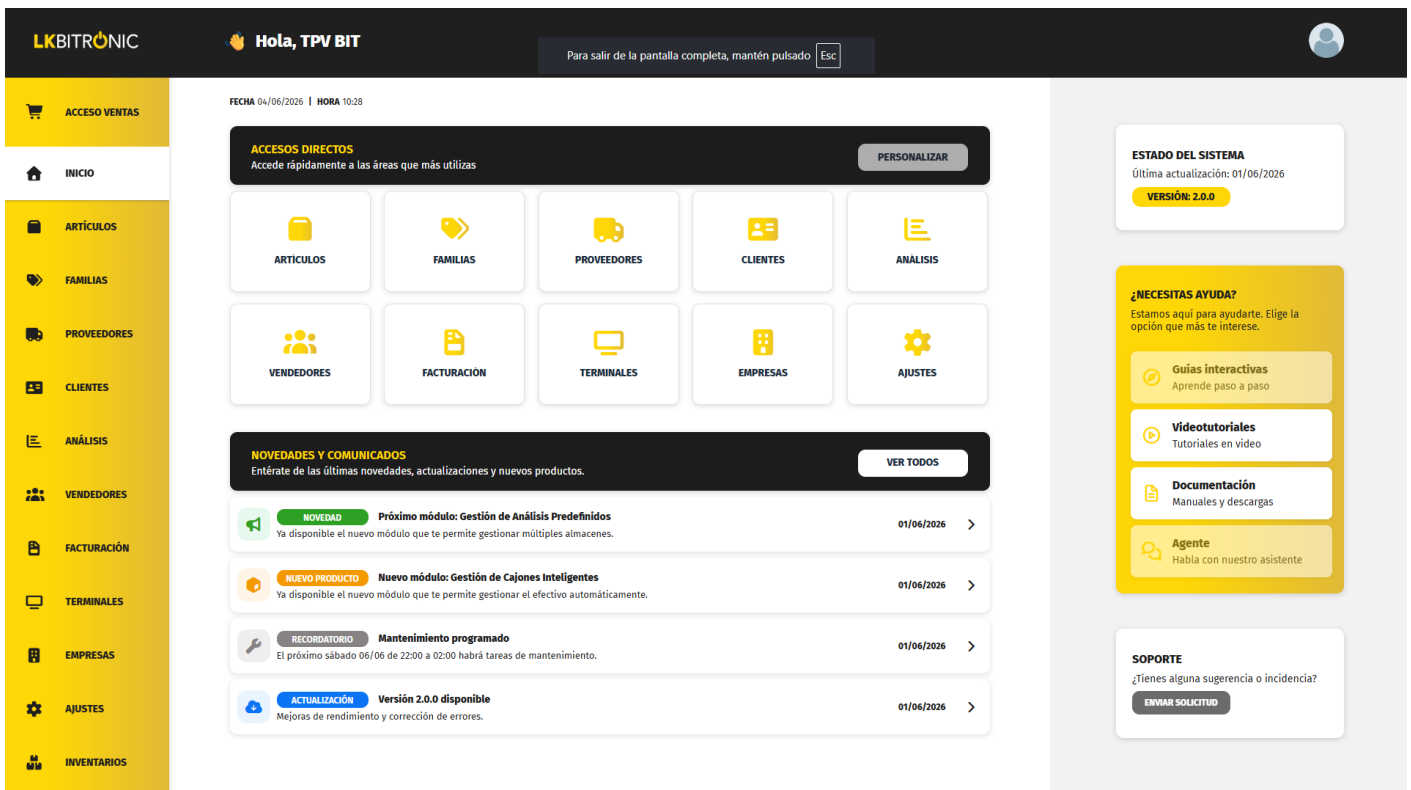 LKBITRONIC
Hola, TPV BIT
Para salir de la pantalla completa, mantén pulsado Esc
ACCESO VENTAS
INICIO
ARTÍCULOS
FAMILIAS
PROVEEDORES
CLIENTES
ANÁLISIS
VENDEDORES
FACTURACIÓN
TERMINALES
EMPRESAS
AJUSTES
INVENTARIOS
FECHA 04/06/2026 | HORA 10:28
ACCESOS DIRECTOS
Accede rápidamente a las áreas que más utilizas
PERSONALIZAR
ARTÍCULOS
FAMILIAS
PROVEEDORES
CLIENTES
ANÁLISIS
VENDEDORES
FACTURACIÓN
TERMINALES
EMPRESAS
AJUSTES
NOVEDADES Y COMUNICADOS
Entérate de las últimas novedades, actualizaciones y nuevos productos.
VER TODOS
NOVEDAD Próximo módulo: Gestión de Análisis Predefinidos
Ya disponible el nuevo módulo que te permite gestionar múltiples almacenes.
01/06/2026
NUEVO PRODUCTO Nuevo módulo: Gestión de Cajones Inteligentes
Ya disponible el nuevo módulo que te permite gestionar el efectivo automáticamente.
01/06/2026
RECORDATORIO Mantenimiento programado
El próximo sábado 06/06 de 22:00 a 02:00 habrá tareas de mantenimiento.
01/06/2026
ACTUALIZACIÓN Versión 2.0.0 disponible
Mejoras de rendimiento y corrección de errores.
01/06/2026
ESTADO DEL SISTEMA
Última actualización: 01/06/2026
VERSIÓN: 2.0.0
¿NECESITAS AYUDA?
Estamos aquí para ayudarte. Elige la
opción que más te interese.
Guías interactivas
Aprende paso a paso
Videotutoriales
Tutoriales en video
Documentación
Manuales y descargas
Agente
Habla con nuestro asistente
SOPORTE
¿Tienes alguna sugerencia o incidencia?
ENVIAR SOLICITUD